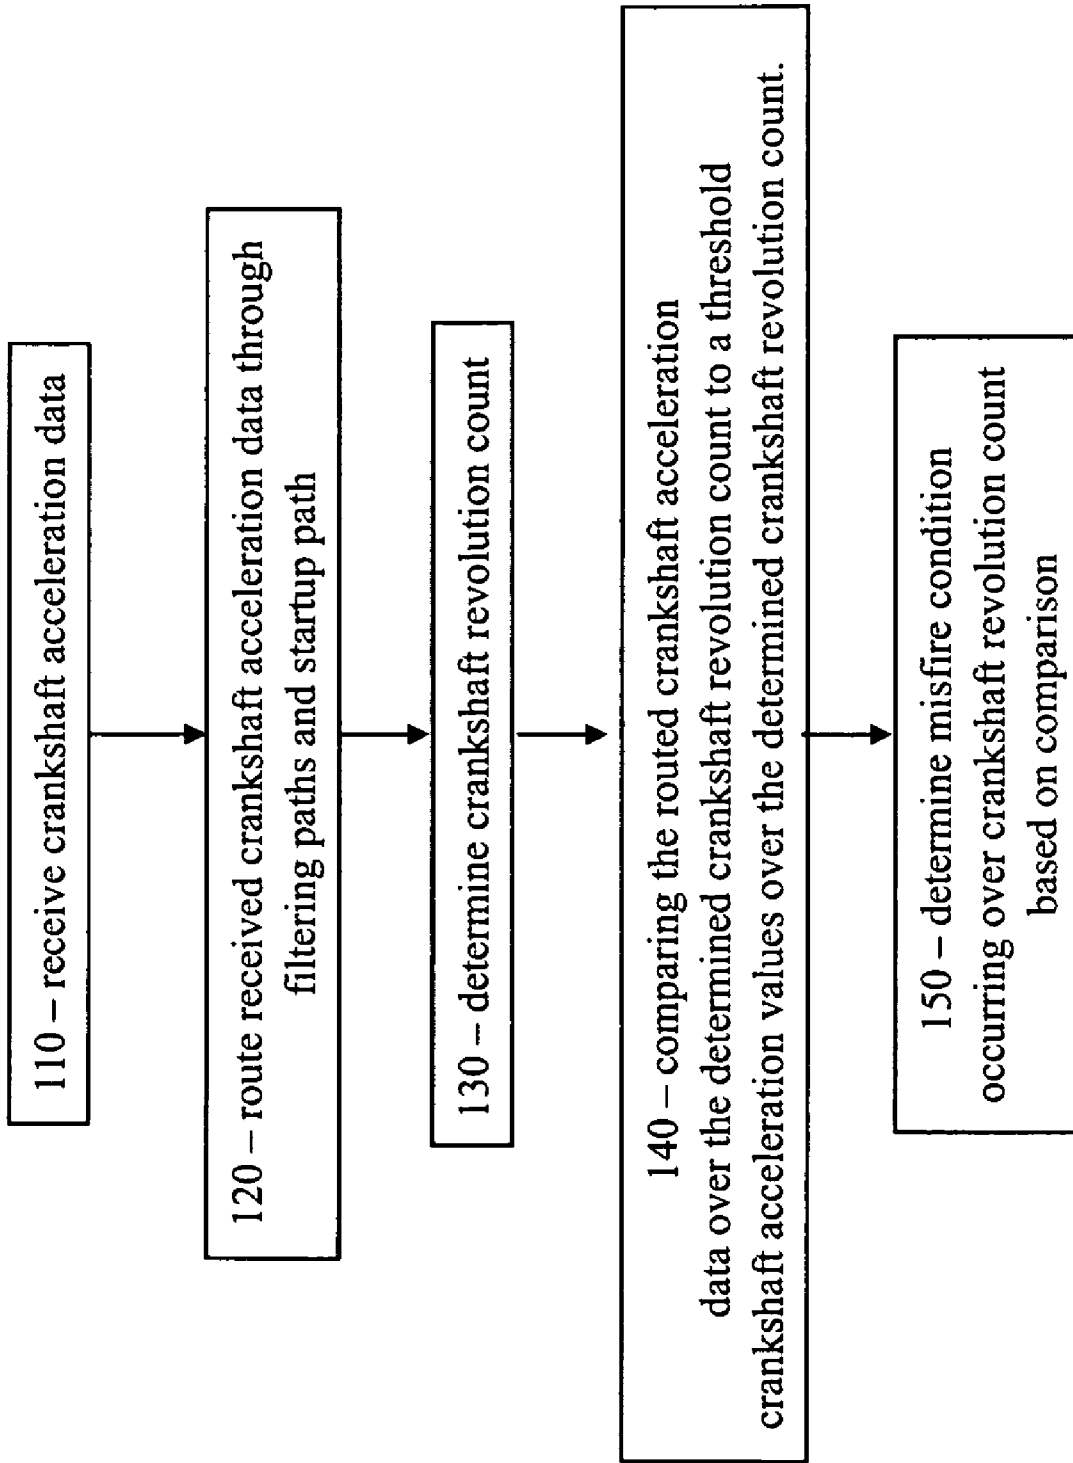 110 – receive crankshaft acceleration data
120 – route received crankshaft acceleration data through
filtering paths and startup path
130 – determine crankshaft revolution count
140 – comparing the routed crankshaft acceleration
data over the determined crankshaft revolution count to a threshold
crankshaft acceleration values over the determined crankshaft revolution count.
150 – determine misfire condition
occurring over crankshaft revolution count
based on comparison